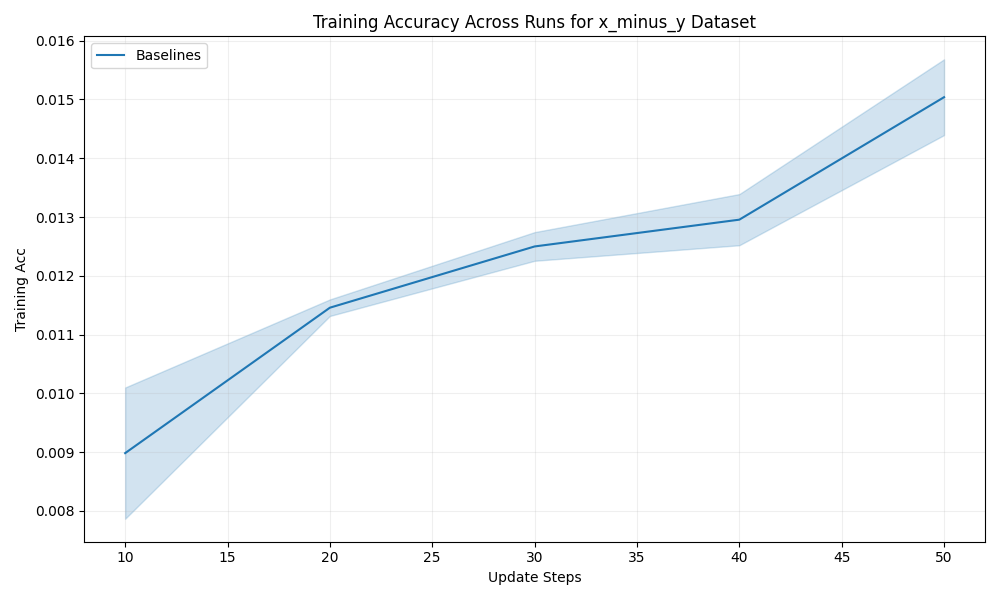 Training Accuracy Across Runs for x_minus_y Dataset
Baselines
Training Acc
0.016
0.015
0.014
0.013
0.012
0.011
0.010
0.009
0.008
10 15 20 25 30 35 40 45 50
Update Steps